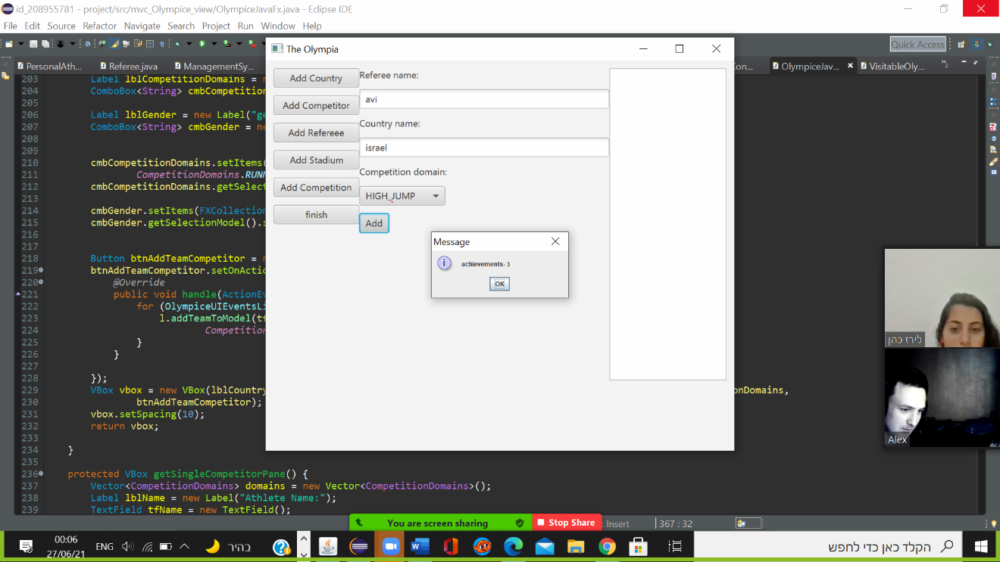 id_208955781 - project/src/mvc_Olympice_view/OlympiceJavaFx.java - Eclipse IDE
File Edit Source Refactor Navigate Search Project Run Window Help
Quick Access
PersonalAth... Referee.java ManagementSy... OlympiceJav... VisitableOly...
203 Label lblCompetitionDomains =
204 ComboBox<String> cmbCompetition
205
206 Label lblGender = new Label("ge
207 ComboBox<String> cmbGender =
208
209
210 cmbCompetitionDomains.setItems(
211 CompetitionDomains.RUNN
212 cmbCompetitionDomains.getSelect
213
214 cmbGender.setItems(FXCollection
215 cmbGender.getSelectionModel().
216
217
218 Button btnAddTeamCompetitor =
219 btnAddTeamCompetitor.setOnActio
220 @Override
221 public void handle(ActionEv
222 for (OlympiceUIEventsLi
223 l.addTeamToModel(
224 Competition
225 }
226 }
227
228 });
229 VBox vbox = new VBox(lblCountry onDomains,
230 btnAddTeamCompetitor);
231 vbox.setSpacing(10);
232 return vbox;
233
234 }
235
236 protected VBox getSingleCompetitorPane() {
237 Vector<CompetitionDomains> domains = new Vector<CompetitionDomains>();
238 Label lblName = new Label("Athlete Name:");
239 TextField tfName = new TextField();
The Olympia
Add Country
Add Competitor
Add Refereee
Add Stadium
Add Competition
finish
Referee name:
avi
Country name:
israel
Competition domain:
HIGH_JUMP
Add
Message
achievements: 3
OK
לירז כהן
Alex
You are screen sharing Stop Share
Insert 367 : 32
00:06
27/06/21
ENG
בהיר
הקלד כאן כדי לחפש